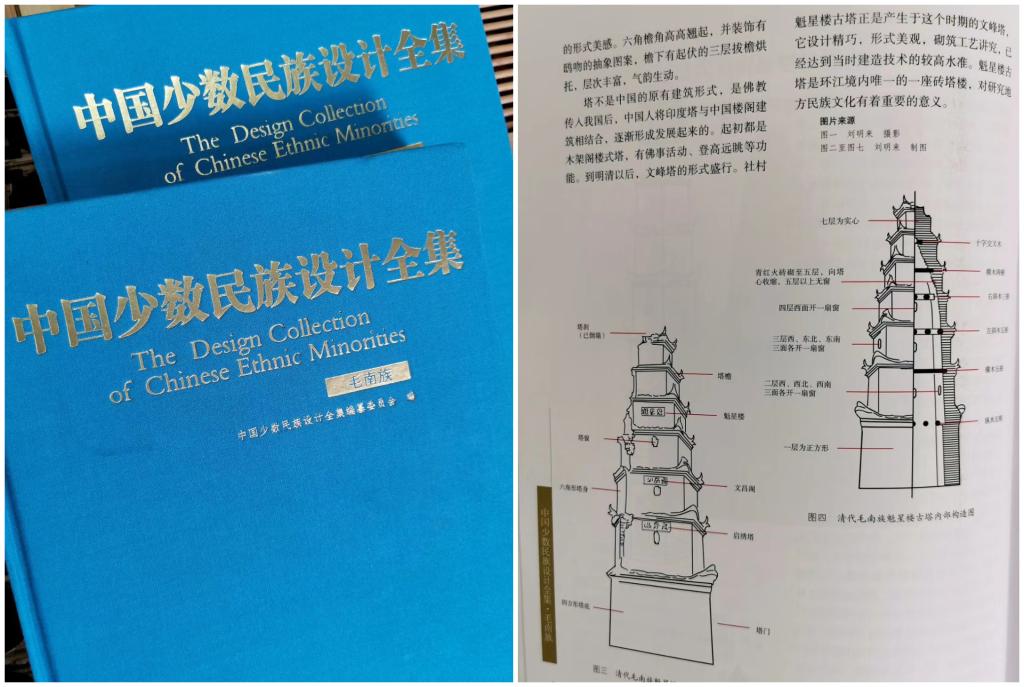 中国少数民族设计全集
The Design Collection
of Chinese Ethnic Minorities
中国少数民族设计全集
The Design Collection
of Chinese Ethnic Minorities
毛南族
中国少数民族设计全集编纂委员会 编
的形式美感。六角檐角高高翘起，并装饰有
鸱吻的抽象图案，檐下有起伏的三层拔檐烘
托，层次丰富，气韵生动。
塔不是中国的原有建筑形式，是佛教
传人我国后，中国人将印度塔与中国楼阁建
筑相结合，逐渐形成发展起来的。起初都是
木架阁楼式塔，有佛事活动、登高远眺等功
能。到明清以后，文峰塔的形式盛行。社村
魁星楼古塔正是产生于这个时期的文峰塔，
它设计精巧，形式美观，砌筑工艺讲究，已
经达到当时建造技术的较高水准。魁星楼古
塔是环江境内唯一的一座砖塔楼，对研究地
方民族文化有着重要的意义。
图片来源
图一 刘明来 摄影
图二至图七 刘明来 制图
塔刹
（已倒塌）
塔檐
魁星楼
塔窗
六角形塔身
文昌阁
启绣塔
四方形塔底
塔门
图三 清代毛南族魁星
七层为实心
十字交叉木
青红火砖砌至五层，向塔
心收缩，五层以上无窗
四层西面开一扇窗
三层西、东北、东南
三面各开一扇窗
二层西、西北、西南
三面各开一扇窗
一层为正方形
图四 清代毛南族魁星楼古塔内部构造图
中国少数民族设计全集·毛南族